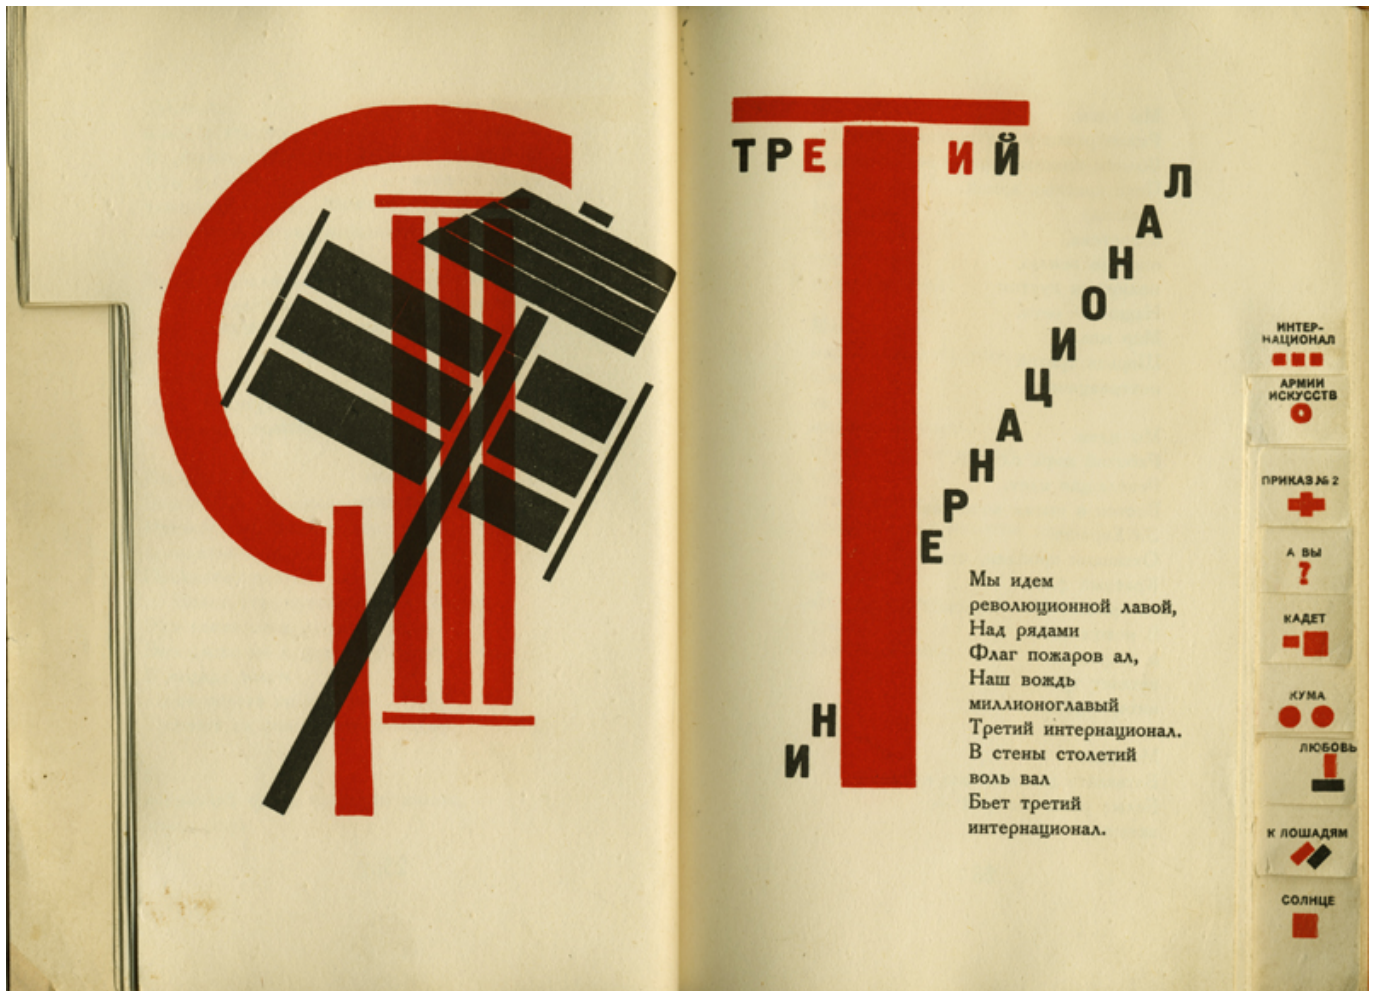 ТРЕТИЙ
ИНТЕРНАЦИОНАЛ
Мы идем
революционной лавой,
Над рядами
Флаг пожаров ал,
Наш вождь
миллионоглавый
Третий интернационал.
В стены столетий
воль вал
Бьет третий
интернационал.
ИНТЕР-
НАЦИОНАЛ
АРМИИ
ИСКУССТВ
ПРИКАЗ № 2
А ВЫ
?
КАДЕТ
КУМА
ЛЮБОВЬ
К ЛОШАДЯМ
СОЛНЦЕ